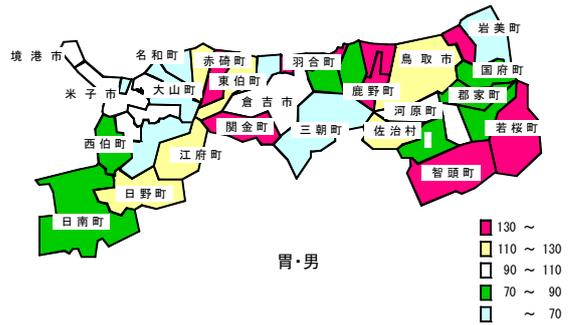 岩美町
境港市
名和町
赤碕町
羽合町
鳥取市
国府町
東伯町
米子市
大山町
鹿野町
郡家町
倉吉市
河原町
関金町
三朝町
佐治村
若桜町
西伯町
江府町
智頭町
日野町
日南町
胃・男
130 ～
110 ～ 130
90 ～ 110
70 ～ 90
～ 70